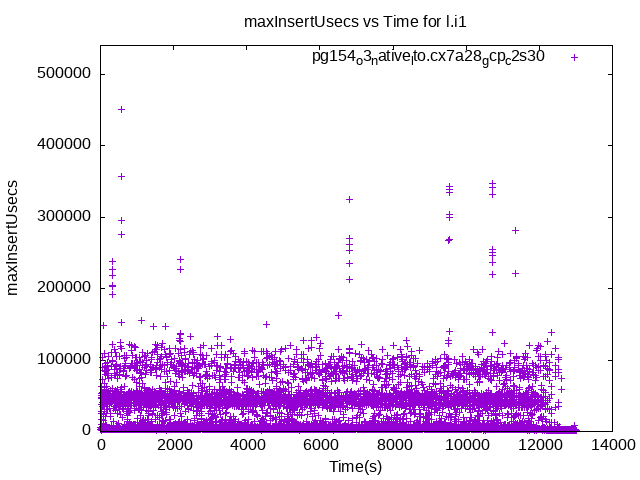 maxInsertUsecs vs Time for l.i1
pg154_o3_native_lto.cx7a28_gcp_c2s30
500000
400000
300000
200000
100000
0
maxInsertUsecs
0 2000 4000 6000 8000 10000 12000 14000
Time(s)